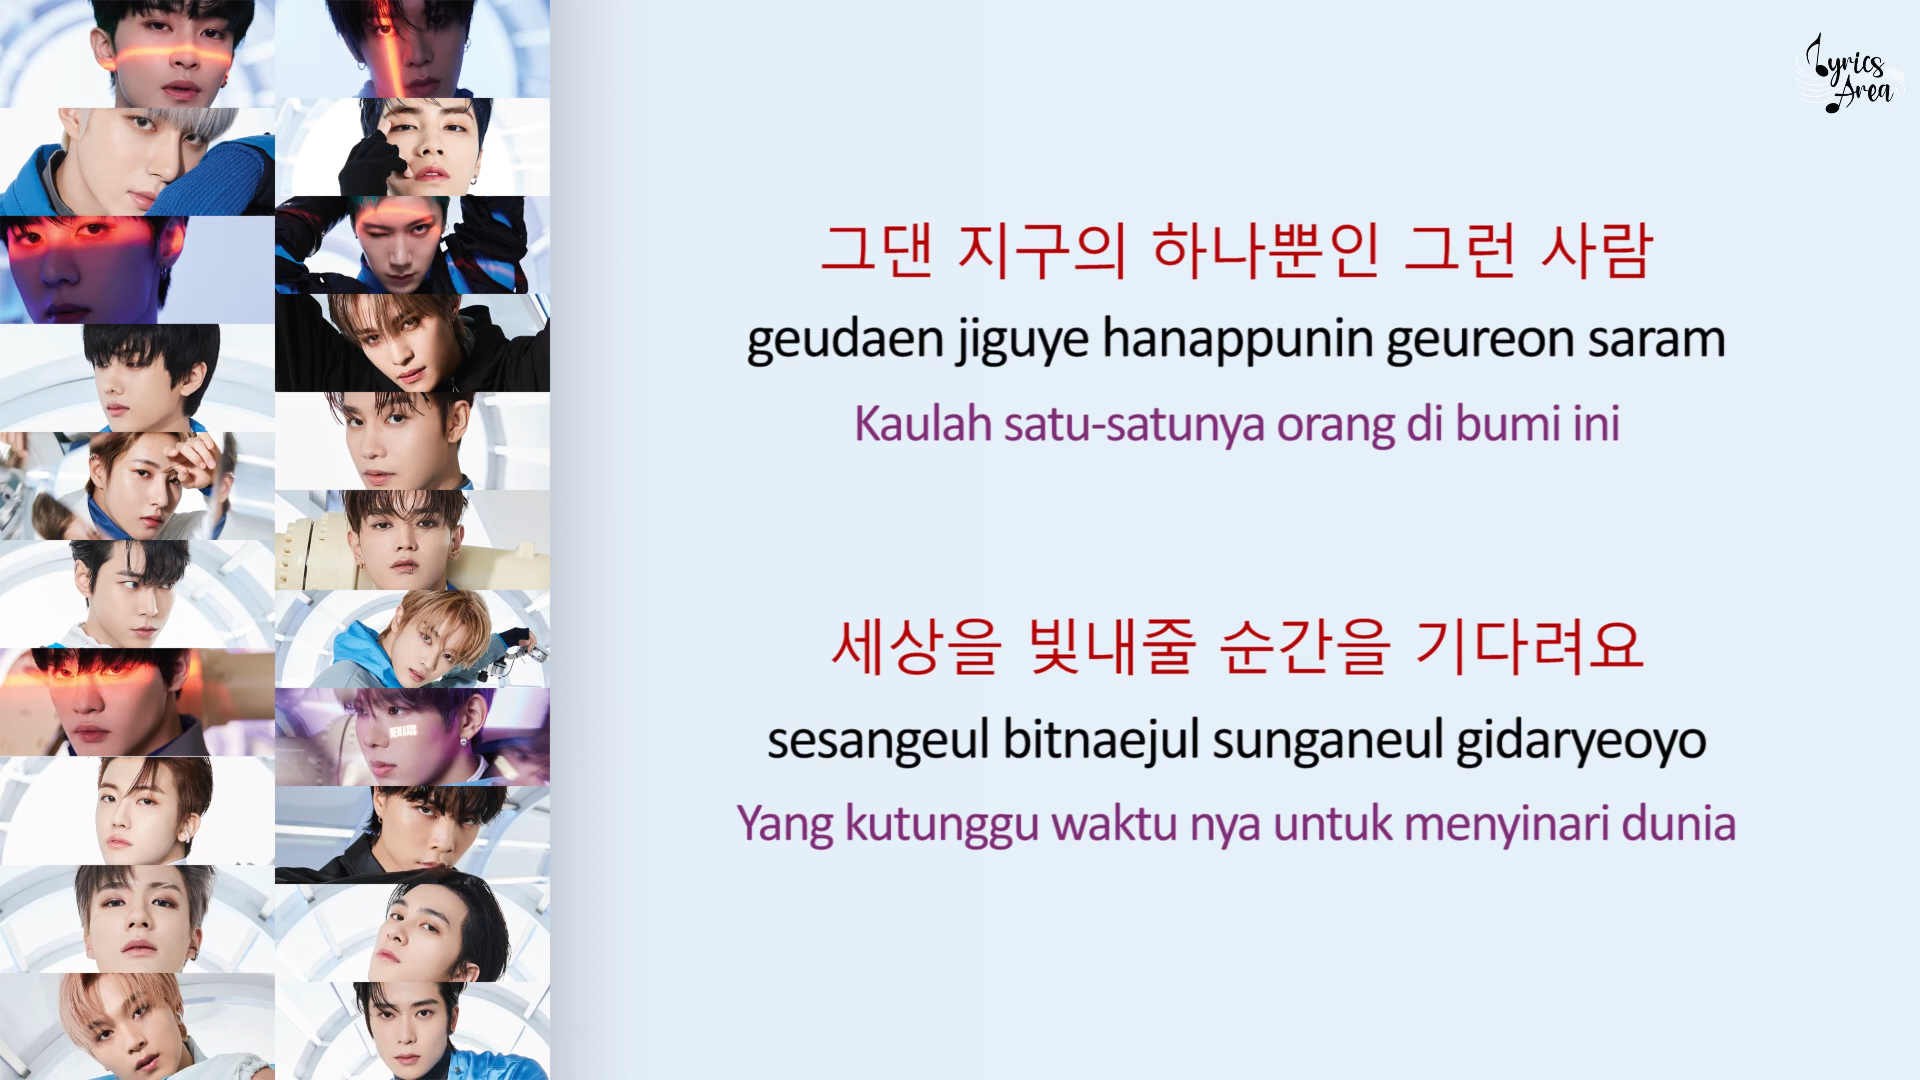 Lyrics
Area
그댄 지구의 하나뿐인 그런 사람
geudaen jiguye hanappunin geureon saram
Kaulah satu-satunya orang di bumi ini
세상을 빛내줄 순간을 기다려요
sesangeul bitnaejul sunganeul gidaryeoyo
Yang kutunggu waktu nya untuk menyinari dunia